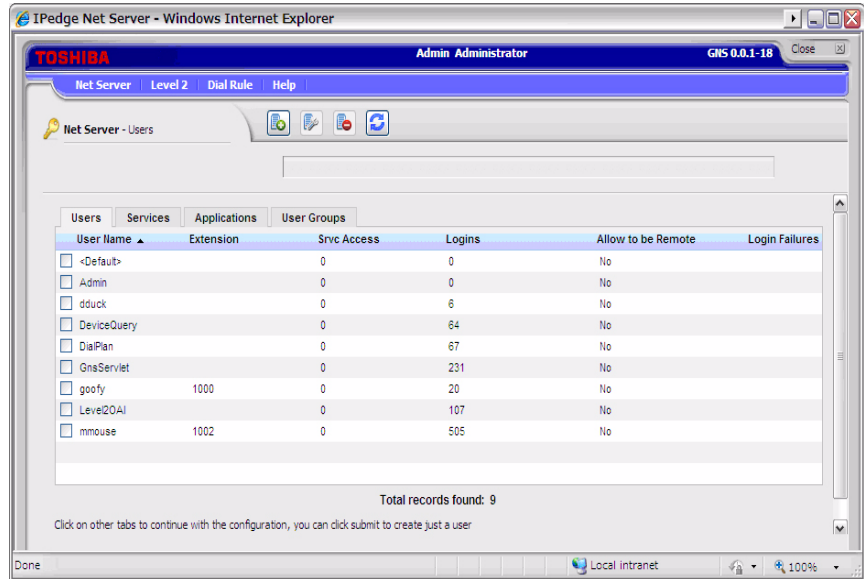 IPedge Net Server - Windows Internet Explorer
TOSHIBA Admin Administrator GNS 0.0.1-18 Close
Net Server Level 2 Dial Rule Help
Net Server - Users
Users Services Applications User Groups
User Name Extension Srvc Access Logins Allow to be Remote Login Failures
<Default> 0 0 No
Admin 0 0 No
dduck 0 6 No
DeviceQuery 0 64 No
DialPlan 0 67 No
GnsServlet 0 231 No
goofy 1000 0 20 No
Level2OAI 0 107 No
mmouse 1002 0 505 No
Total records found: 9
Click on other tabs to continue with the configuration, you can click submit to create just a user
Done Local intranet 100%